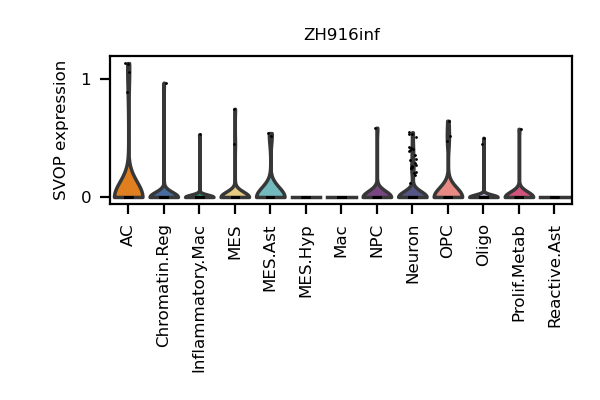 ZH916inf
SVOP expression
1
0
AC
Chromatin.Reg
Inflammatory.Mac
MES
MES.Ast
MES.Hyp
Mac
NPC
Neuron
OPC
Oligo
Prolif.Metab
Reactive.Ast